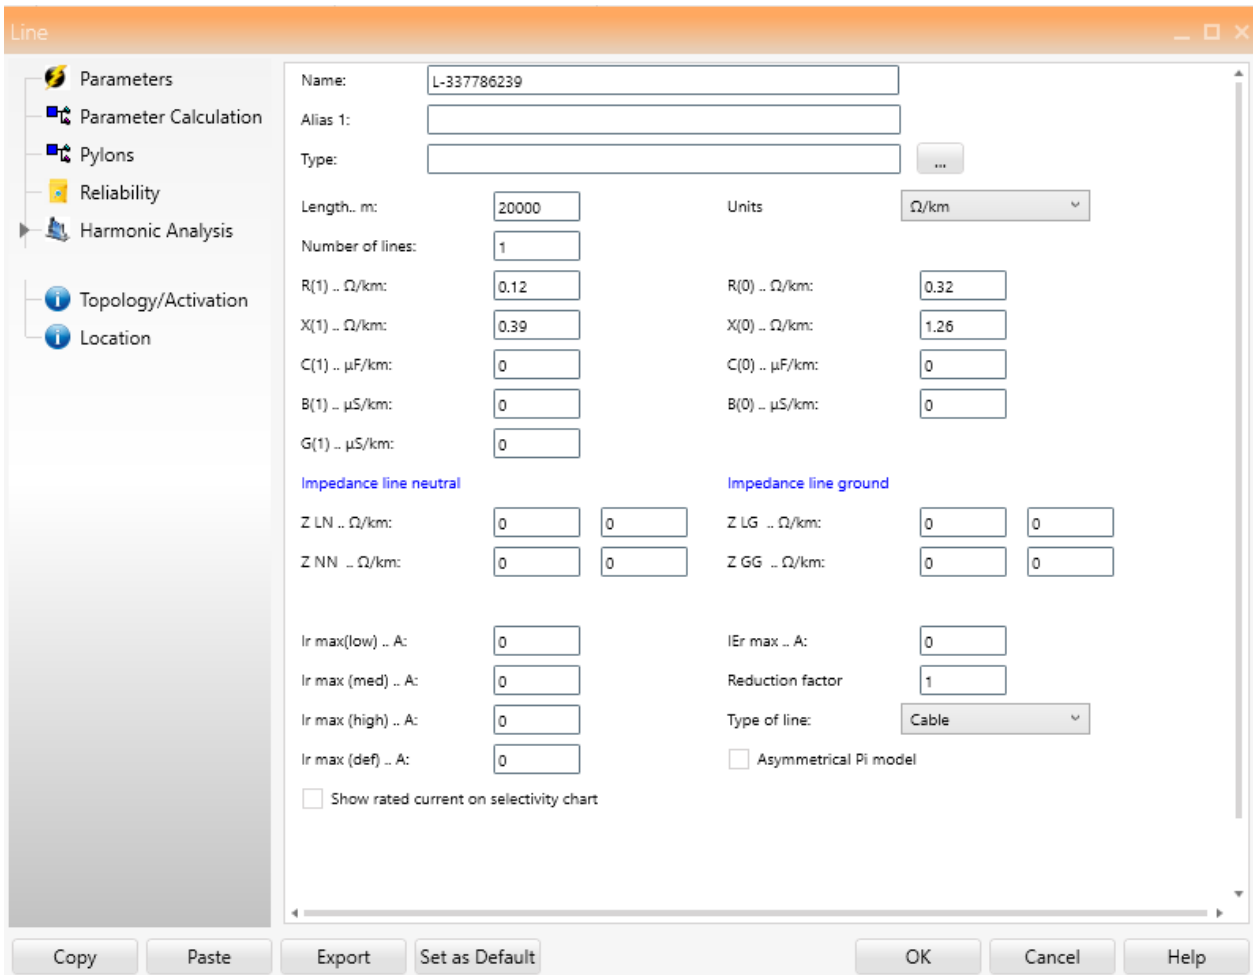 Line
Parameters
Parameter Calculation
Pylons
Reliability
Harmonic Analysis
Topology/Activation
Location
Name: L-337786239
Alias 1:
Type: ...
Length.. m: 20000 Units Ω/km
Number of lines: 1
R(1) .. Ω/km: 0.12 R(0) .. Ω/km: 0.32
X(1) .. Ω/km: 0.39 X(0) .. Ω/km: 1.26
C(1) .. µF/km: 0 C(0) .. µF/km: 0
B(1) .. µS/km: 0 B(0) .. µS/km: 0
G(1) .. µS/km: 0
Impedance line neutral Impedance line ground
Z LN .. Ω/km: 0 0 Z LG .. Ω/km: 0 0
Z NN .. Ω/km: 0 0 Z GG .. Ω/km: 0 0
Ir max(low) .. A: 0 IEr max .. A: 0
Ir max (med) .. A: 0 Reduction factor 1
Ir max (high) .. A: 0 Type of line: Cable
Ir max (def) .. A: 0 Asymmetrical Pi model
Show rated current on selectivity chart
Copy Paste Export Set as Default OK Cancel Help